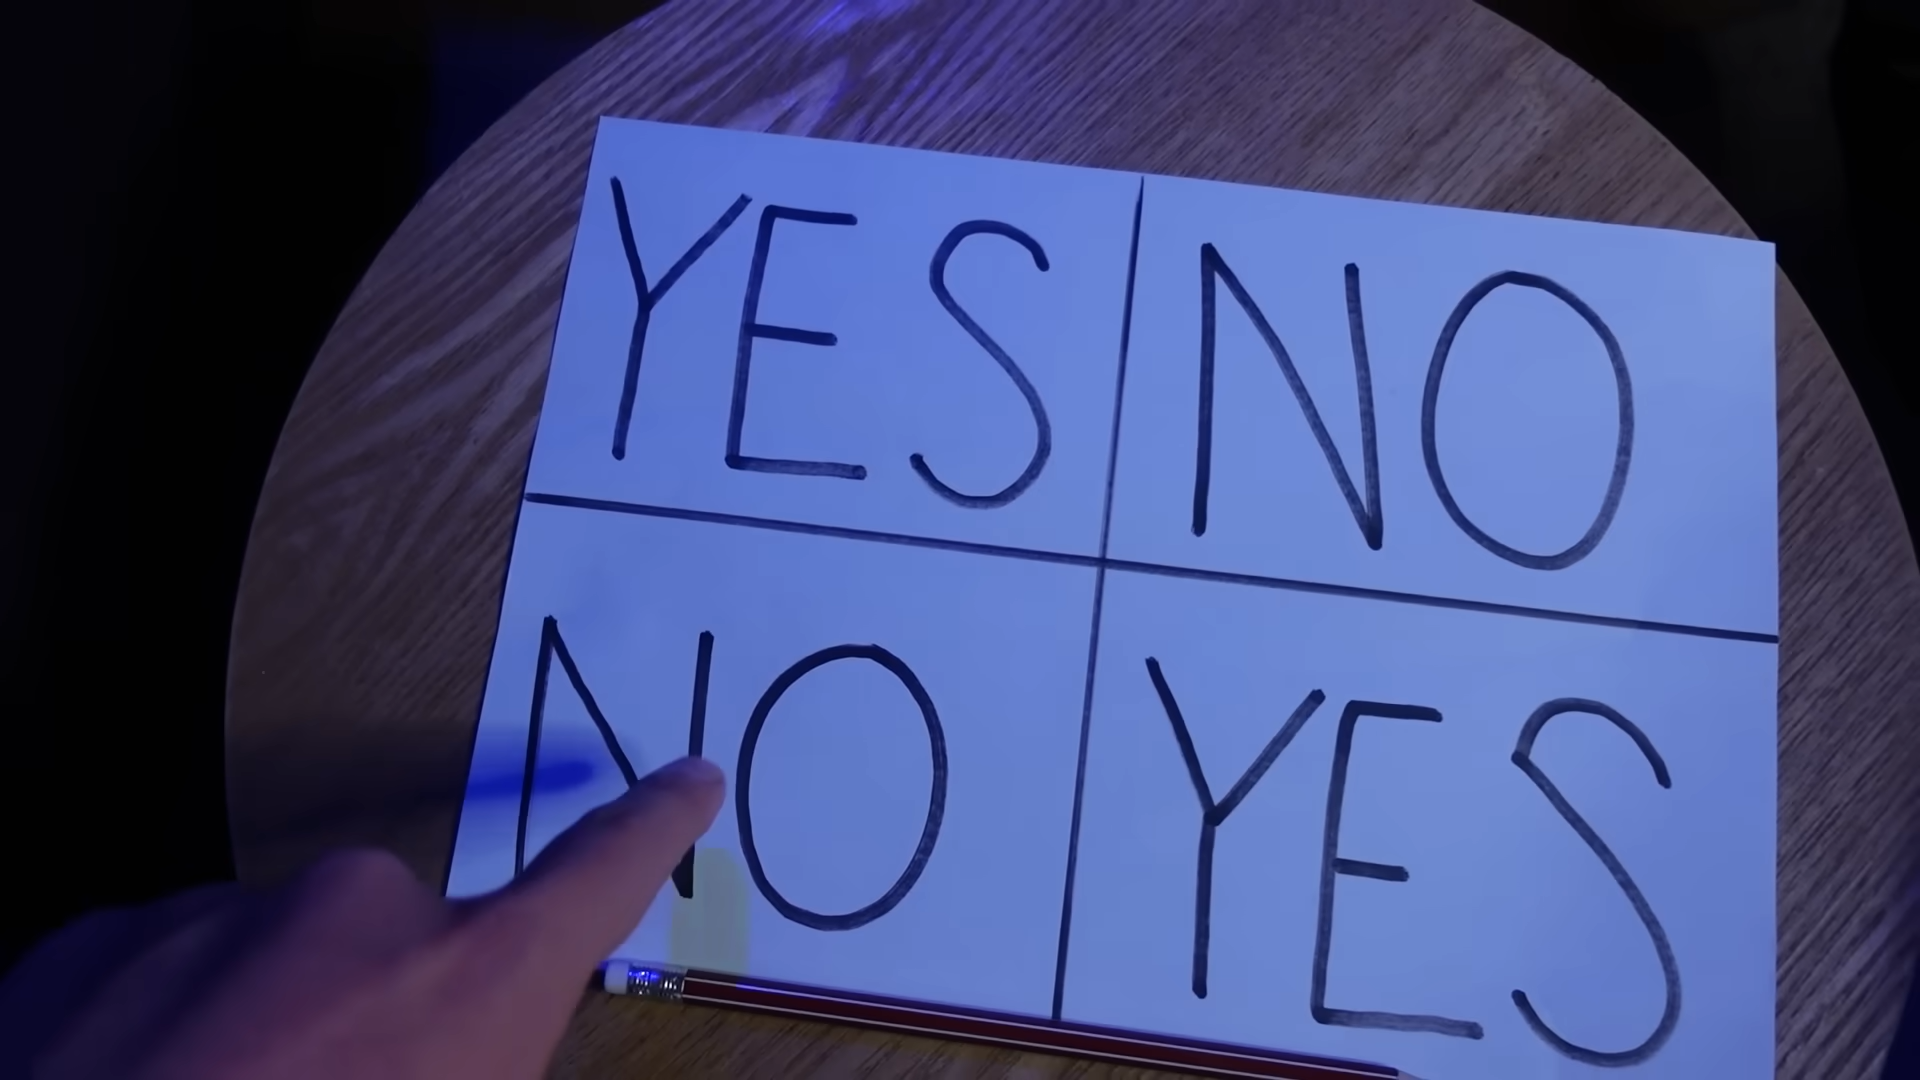 YES NO
NO YES